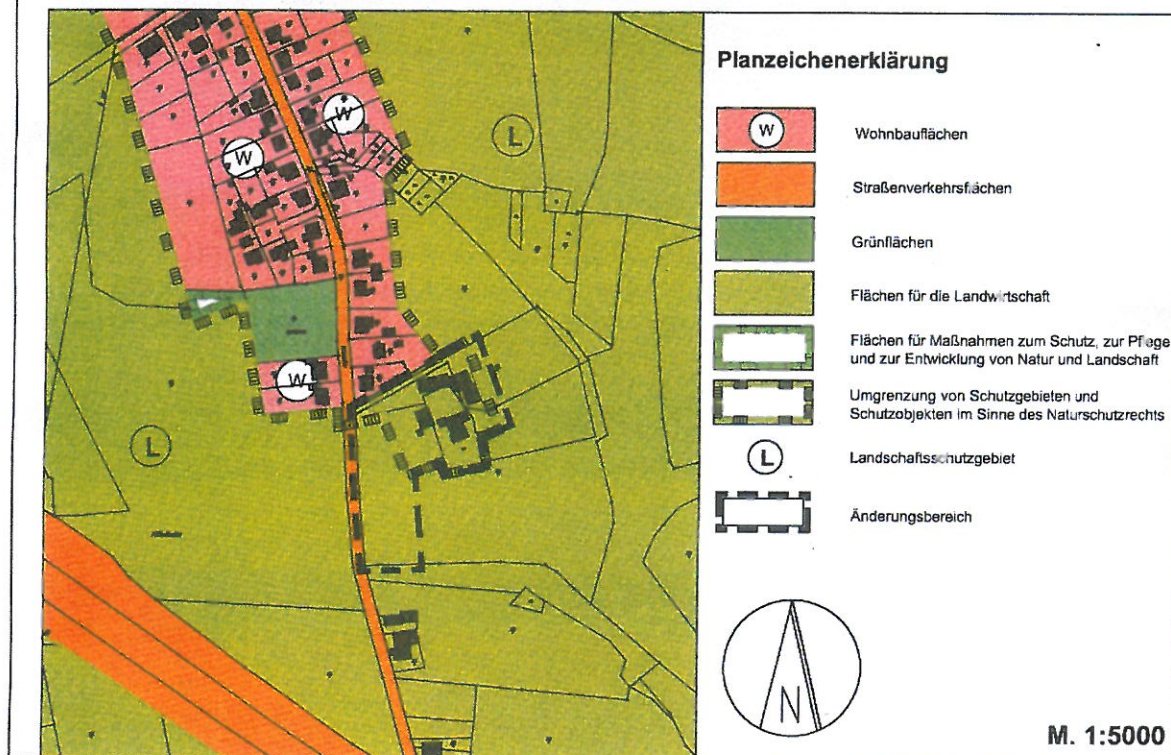 Planzeichenerklärung
W
Wohnbauflächen
Straßenverkehrsflächen
Grünflächen
Flächen für die Landwirtschaft
Flächen für Maßnahmen zum Schutz, zur Pflege
und zur Entwicklung von Natur und Landschaft
Umgrenzung von Schutzgebieten und
Schutzobjekten im Sinne des Naturschutzrechts
L
Landschaftsschutzgebiet
Änderungsbereich
N
M. 1:5000
W
L
W
W
L